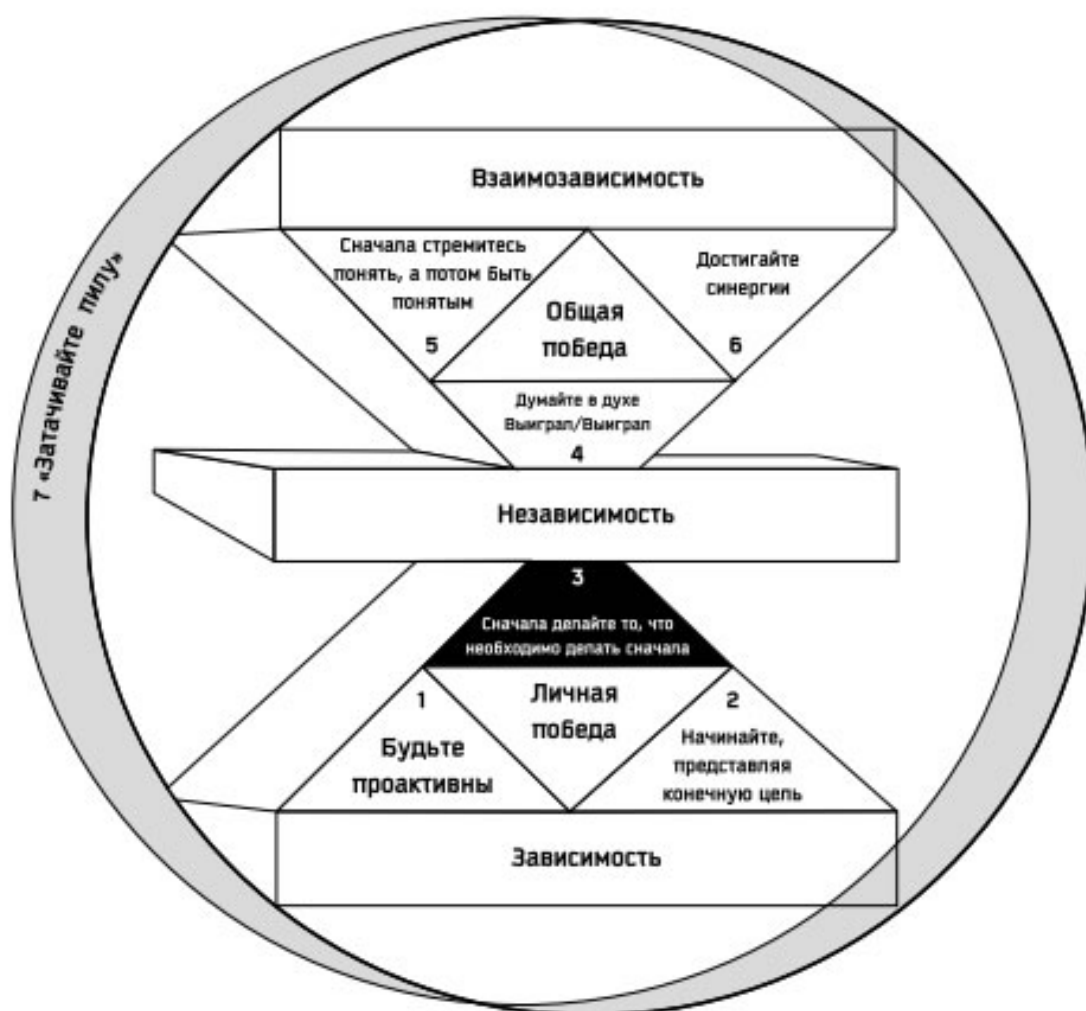 Взаимозависимость
Сначала стремитесь
понять, а потом быть
понятым
5
Общая
победа
Достигайте
синергии
6
Думайте в духе
Выиграл/Выиграл
4
7 «Затачивайте пилу»
Независимость
3
Сначала делайте то, что
необходимо делать сначала
1
Будьте
проактивны
Личная
победа
2
Начинайте,
представляя
конечную цель
Зависимость